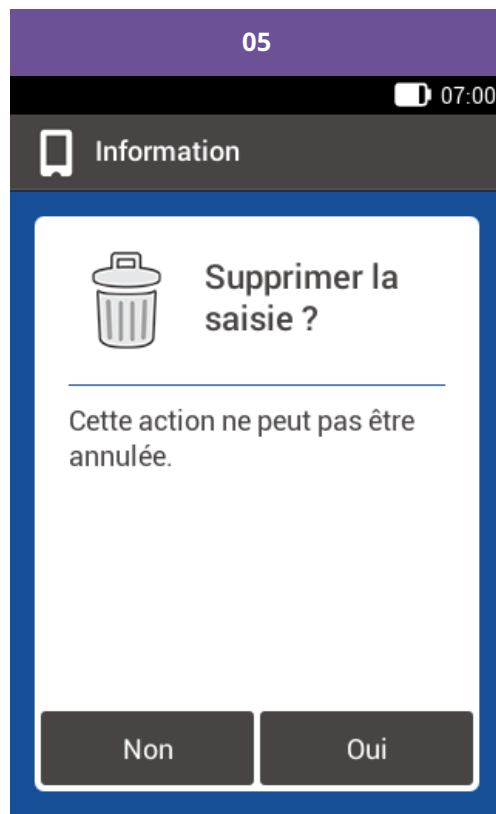 05
07:00
Information
Supprimer la
saisie ?
Cette action ne peut pas être
annulée.
Non
Oui